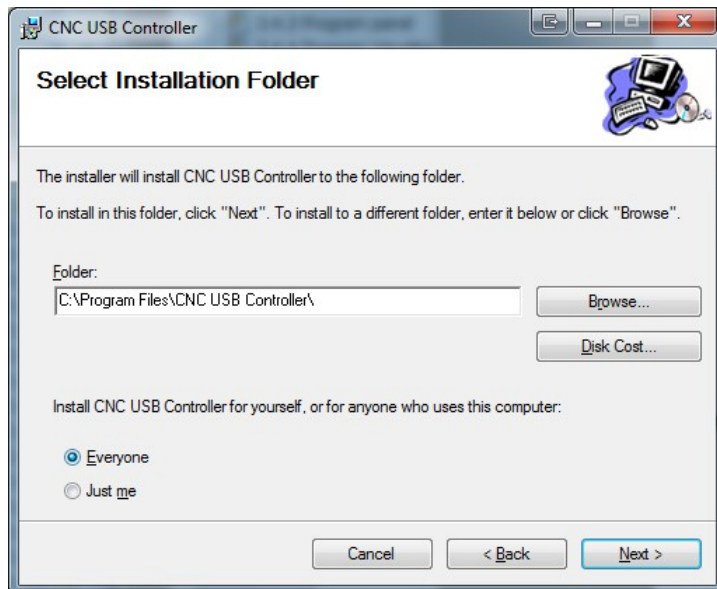 CNC USB Controller
Select Installation Folder
The installer will install CNC USB Controller to the following folder.
To install in this folder, click "Next". To install to a different folder, enter it below or click "Browse".
Folder:
C:\Program Files\CNC USB Controller\
Browse...
Disk Cost...
Install CNC USB Controller for yourself, or for anyone who uses this computer:
Everyone
Just me
Cancel
< Back
Next >